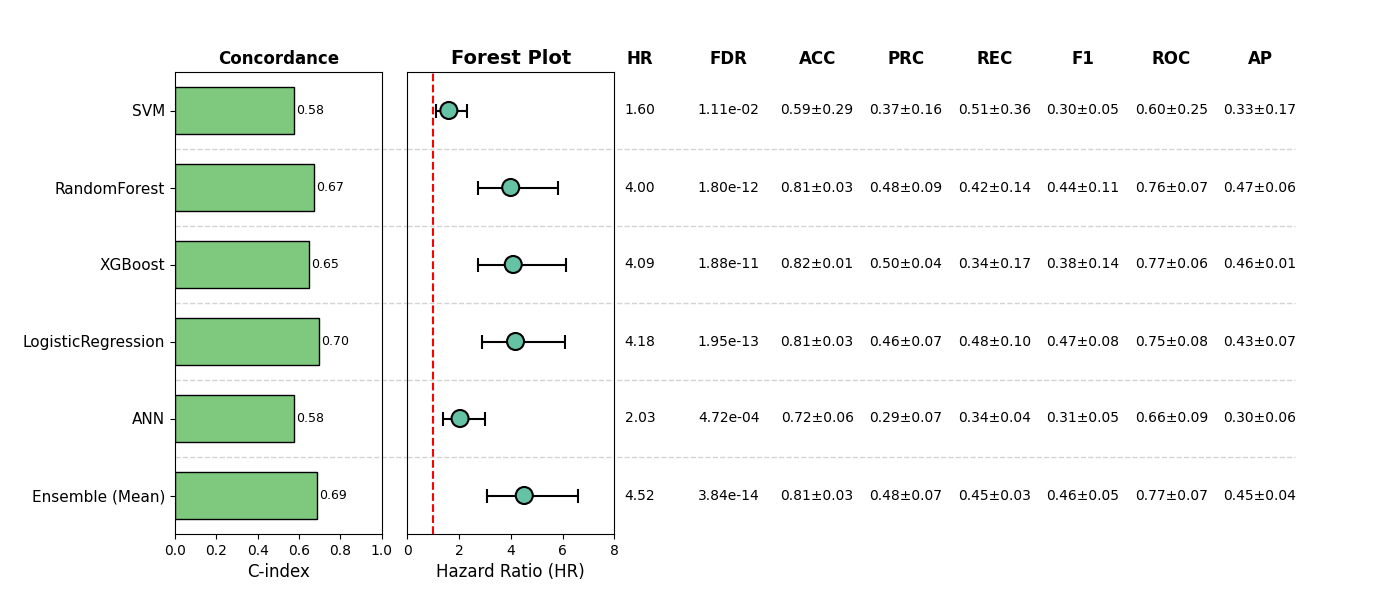 Concordance Forest Plot HR FDR ACC PRC REC F1 ROC AP
SVM 0.58 1.60 1.11e-02 0.59±0.29 0.37±0.16 0.51±0.36 0.30±0.05 0.60±0.25 0.33±0.17
RandomForest 0.67 4.00 1.80e-12 0.81±0.03 0.48±0.09 0.42±0.14 0.44±0.11 0.76±0.07 0.47±0.06
XGBoost 0.65 4.09 1.88e-11 0.82±0.01 0.50±0.04 0.34±0.17 0.38±0.14 0.77±0.06 0.46±0.01
LogisticRegression 0.70 4.18 1.95e-13 0.81±0.03 0.46±0.07 0.48±0.10 0.47±0.08 0.75±0.08 0.43±0.07
ANN 0.58 2.03 4.72e-04 0.72±0.06 0.29±0.07 0.34±0.04 0.31±0.05 0.66±0.09 0.30±0.06
Ensemble (Mean) 0.69 4.52 3.84e-14 0.81±0.03 0.48±0.07 0.45±0.03 0.46±0.05 0.77±0.07 0.45±0.04
0.0 0.2 0.4 0.6 0.8 1.0 0 2 4 6 8
C-index Hazard Ratio (HR)